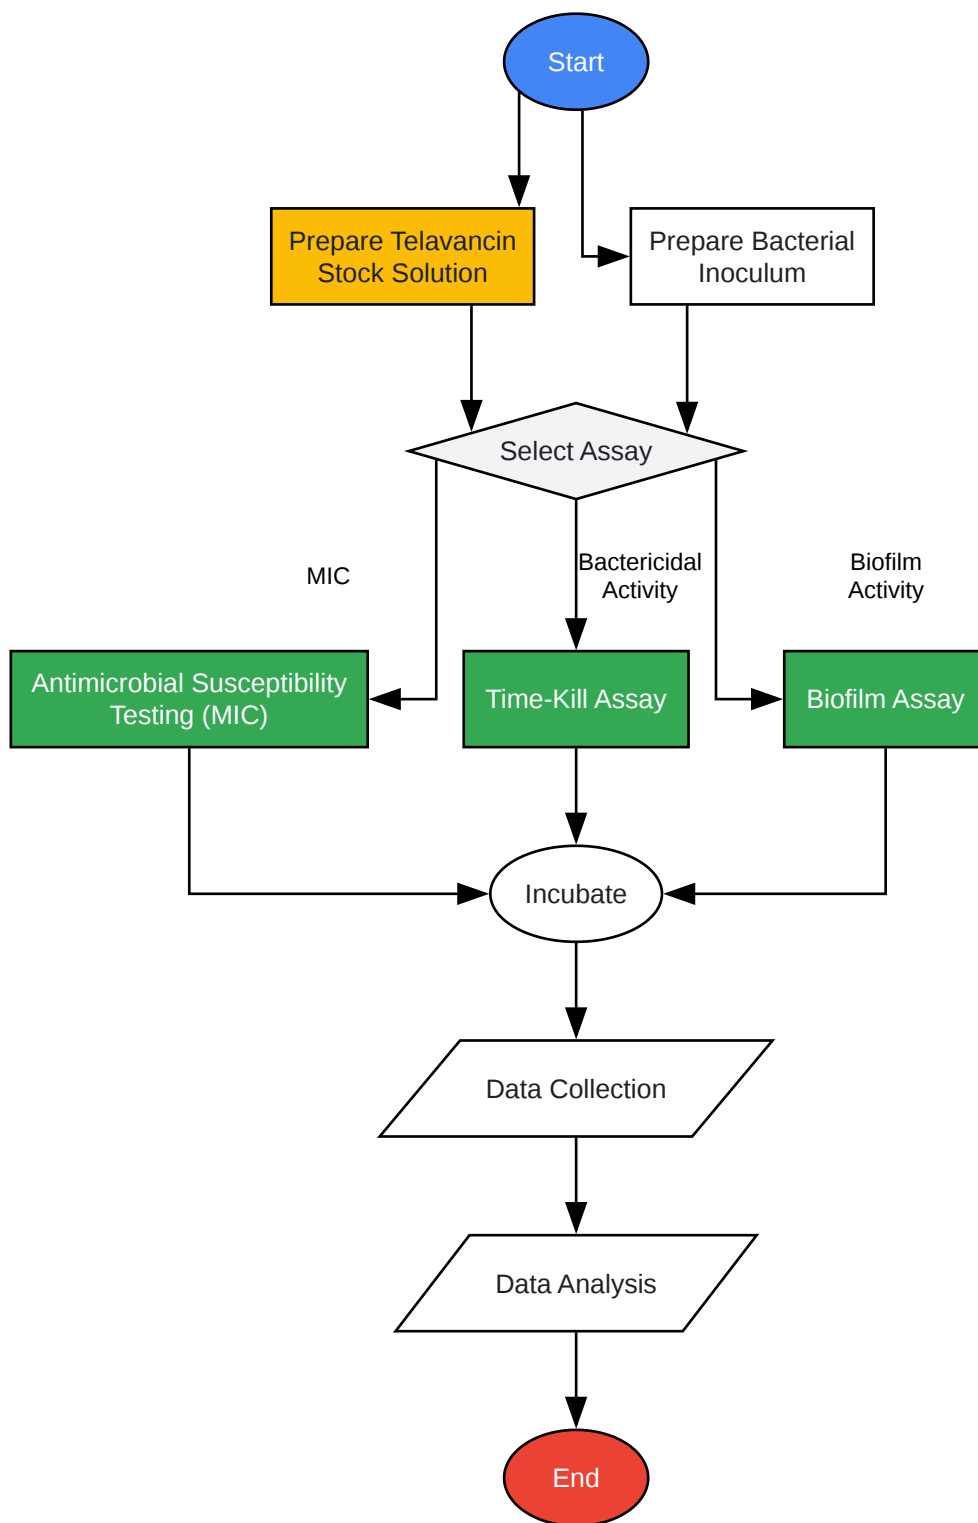 Start
Prepare Telavancin
Stock Solution
Prepare Bacterial
Inoculum
Select Assay
MIC
Bactericidal
Activity
Biofilm
Activity
Antimicrobial Susceptibility
Testing (MIC)
Time-Kill Assay
Biofilm Assay
Incubate
Data Collection
Data Analysis
End